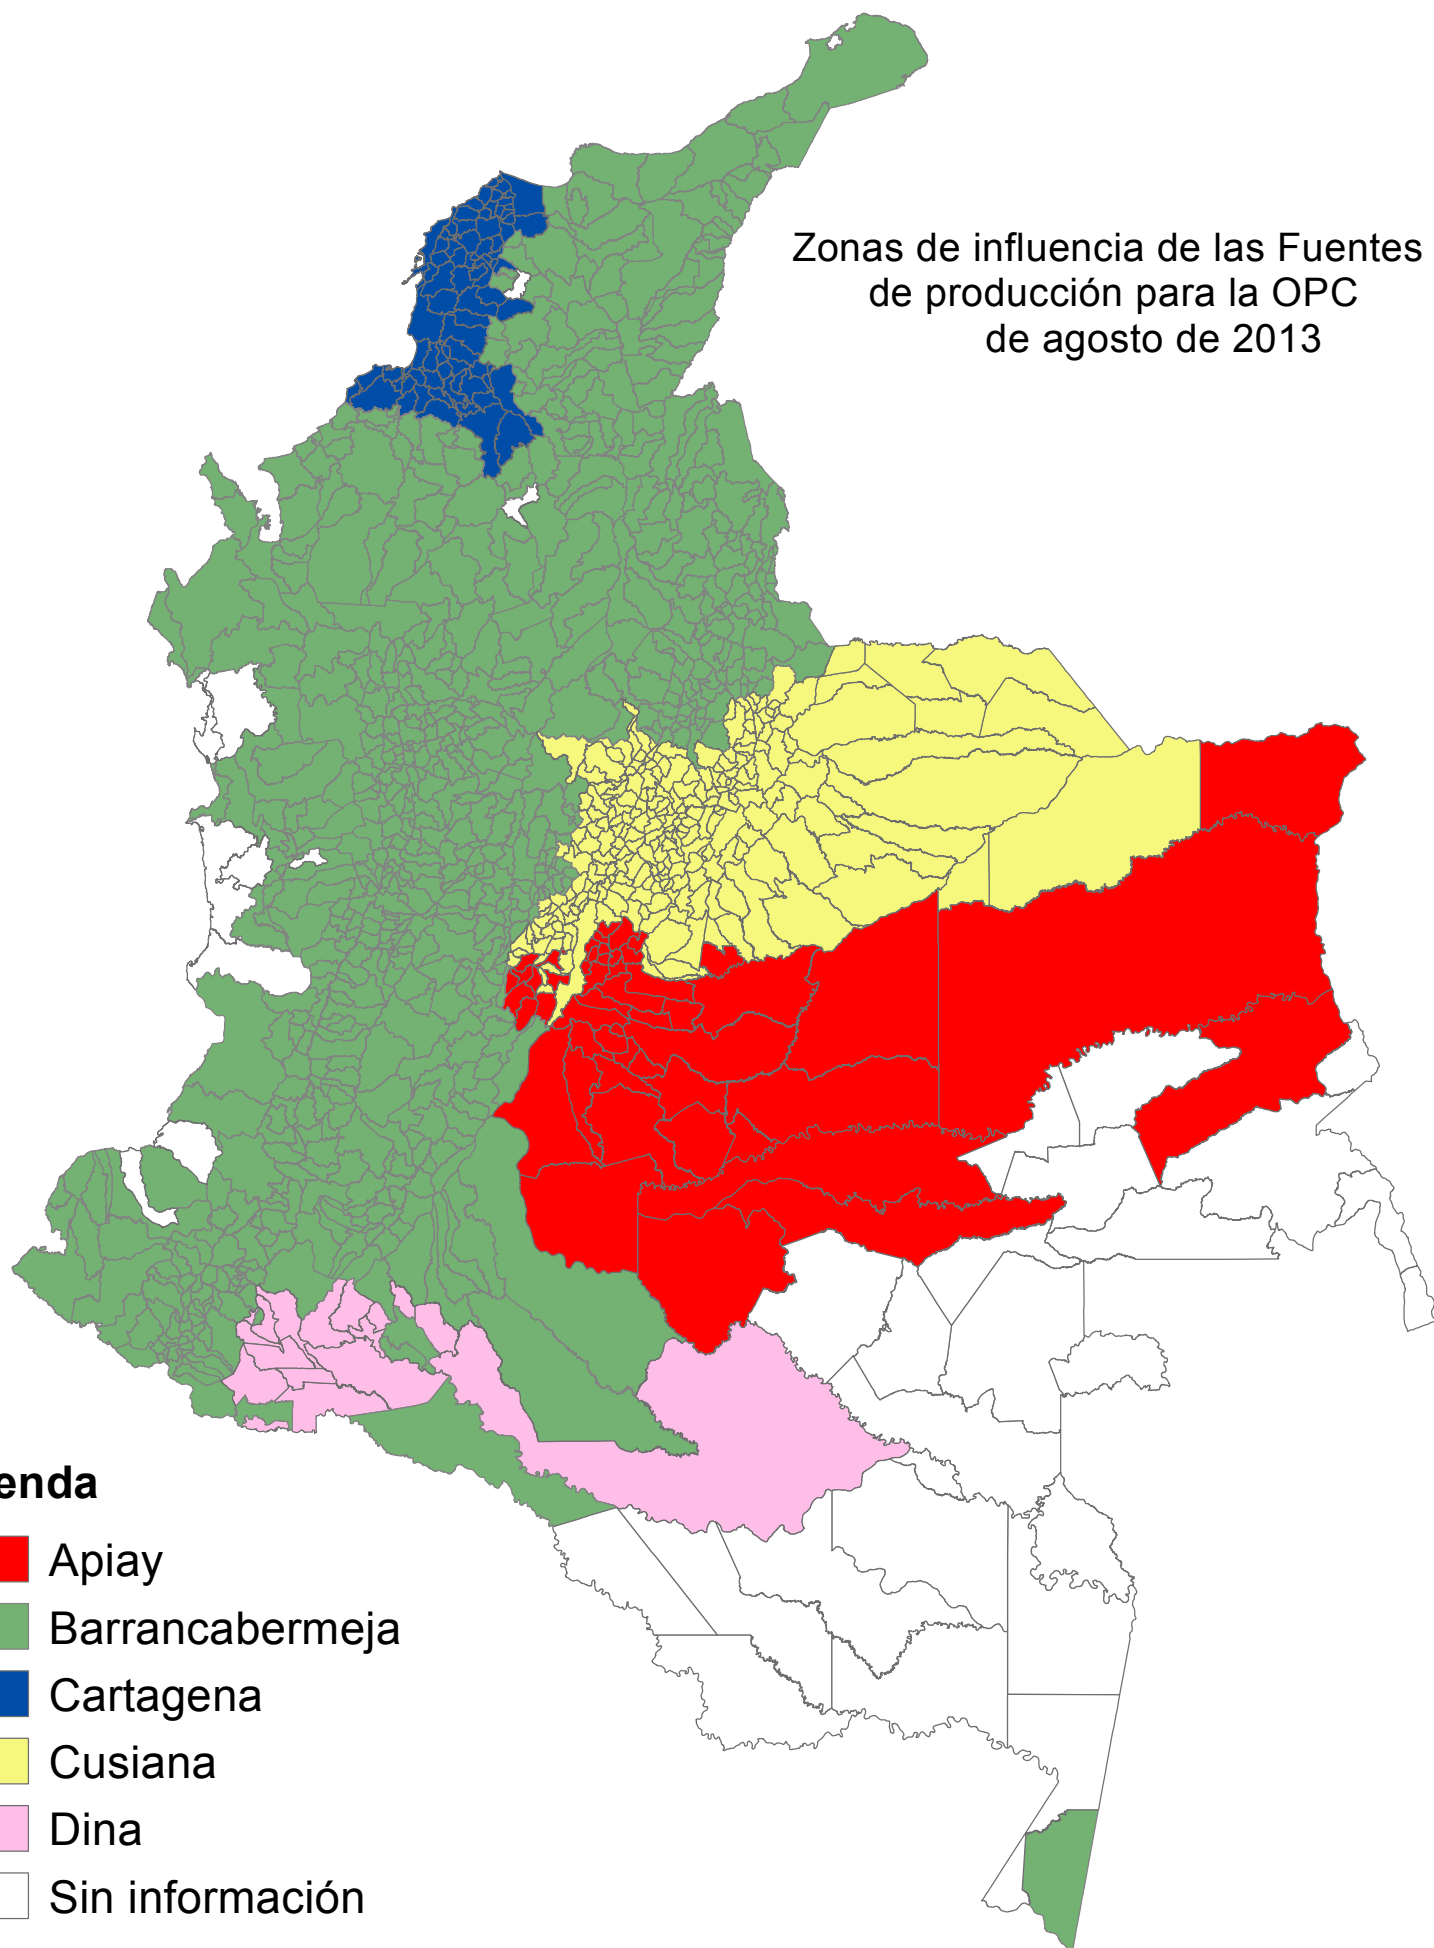 Zonas de influencia de las Fuentes
de producción para la OPC
de agosto de 2013
enda
Apiay
Barrancabermeja
Cartagena
Cusiana
Dina
Sin información